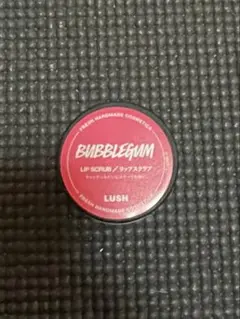 FRESH HANDMADE COSMETICS
BUBBLEGUM
LIP SCRUB／リップスクラブ
LUSH
FRESH HANDMADE COSMETICS